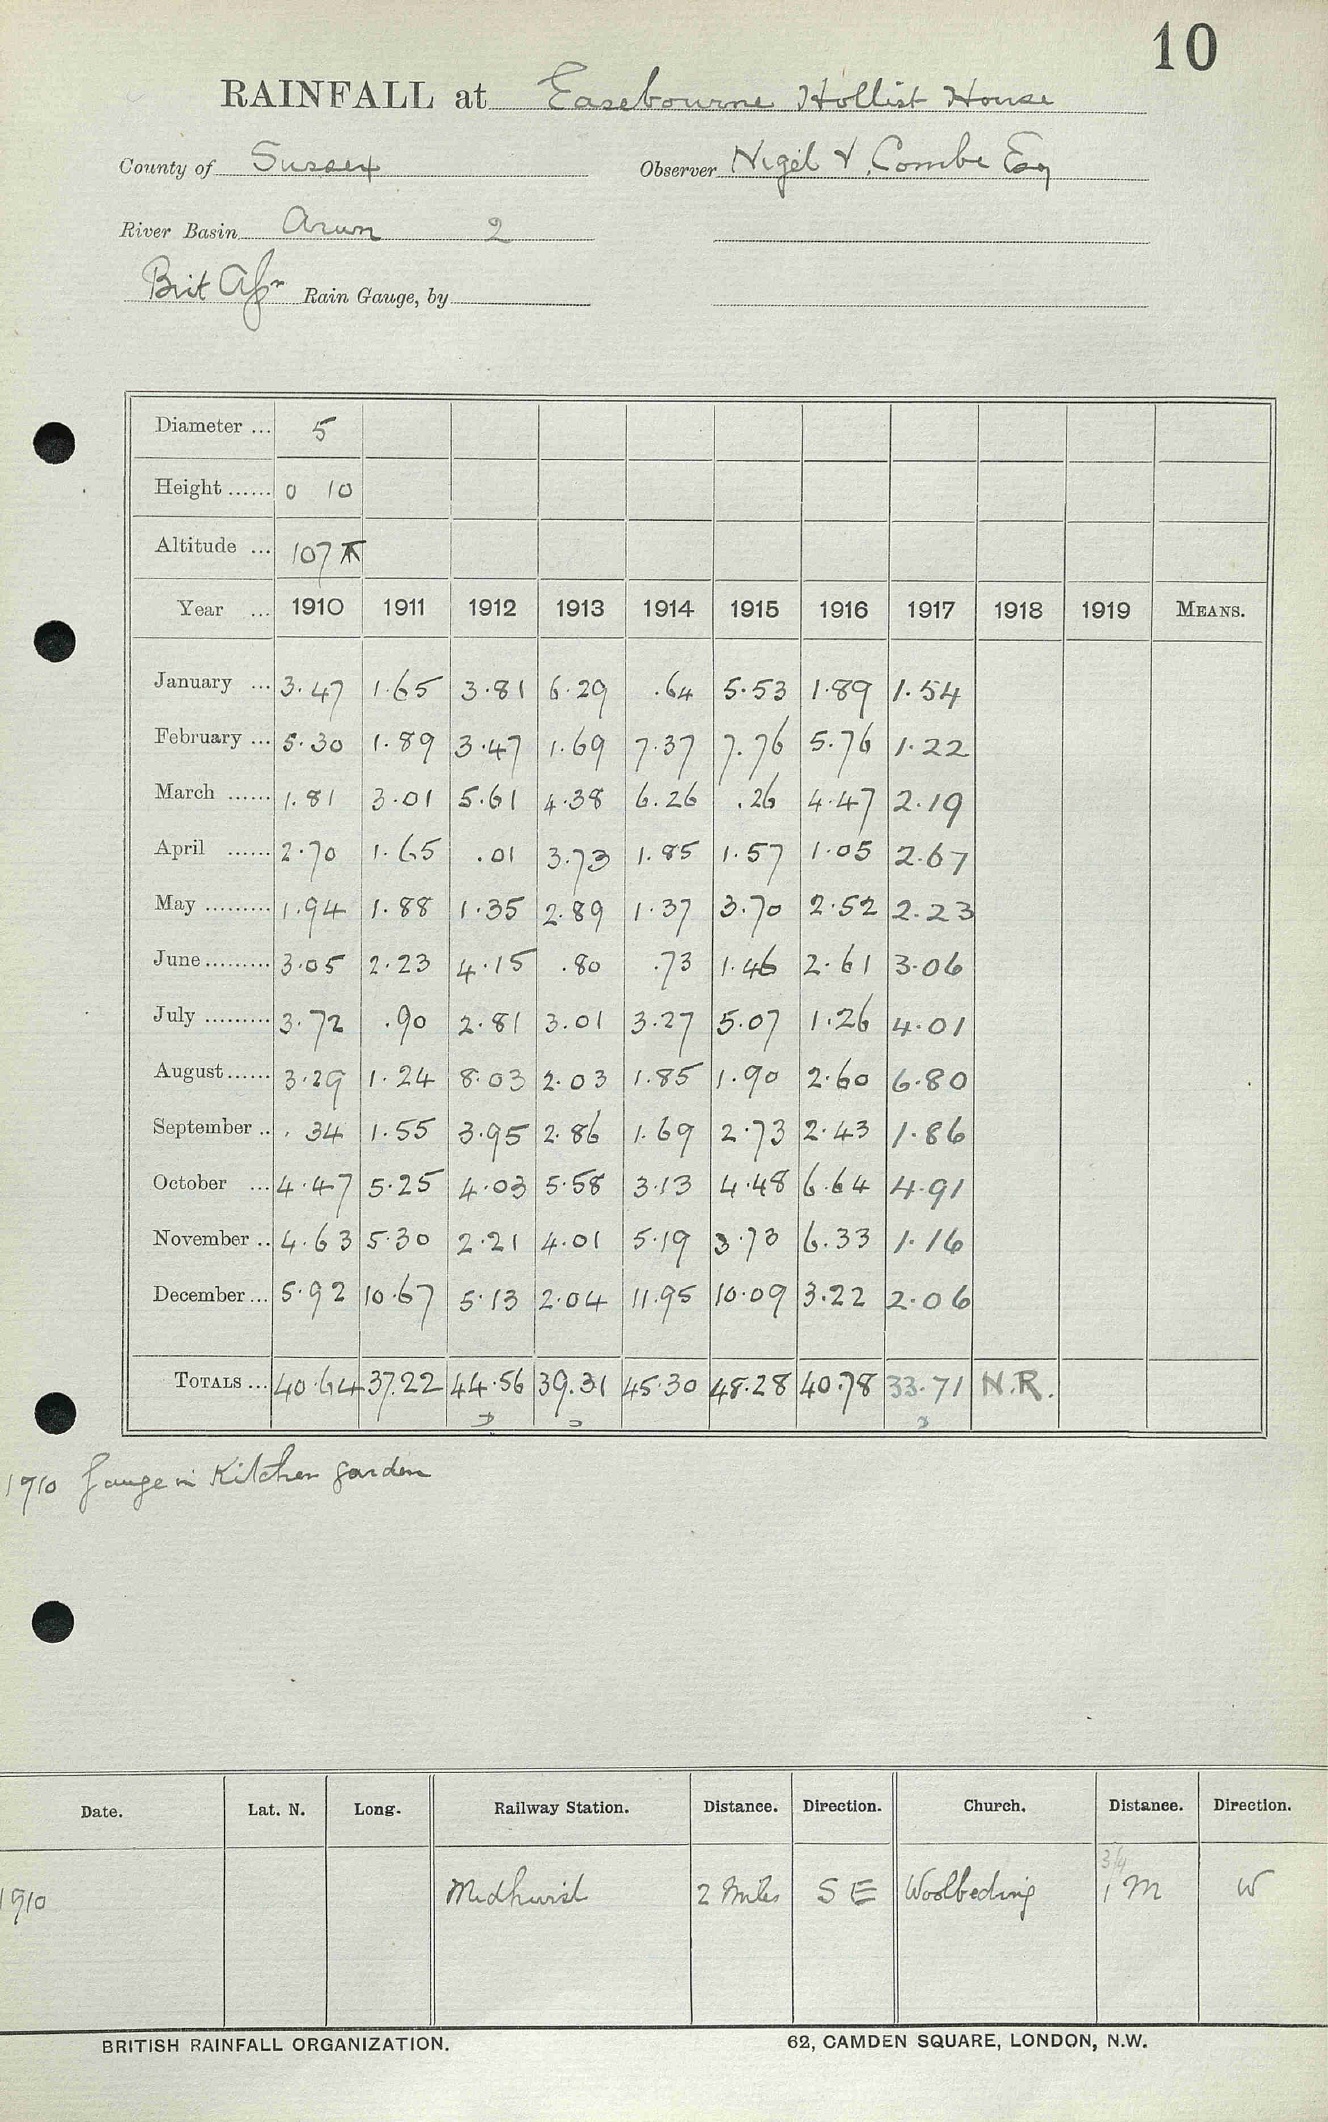 10
RAINFALL at Easebourne Hollist House
County of Sussex Observer Nigel V. Combe Esq
River Basin Arun 2
Brit Assn Rain Gauge, by
Diameter ... 5
Height ...... 0 10
Altitude ... 107
Year ... 1910 1911 1912 1913 1914 1915 1916 1917 1918 1919 MEANS.
January ... 3.47 1.65 3.81 6.29 .64 5.53 1.89 1.54
February ... 5.30 1.89 3.47 1.69 7.37 7.76 5.76 1.22
March ...... 1.81 3.01 5.61 4.38 6.26 .26 4.47 2.19
April ...... 2.70 1.65 .01 3.73 1.85 1.57 1.05 2.67
May ......... 1.94 1.88 1.35 2.89 1.37 3.70 2.52 2.23
June ......... 3.05 2.23 4.15 .80 .73 1.46 2.61 3.06
July ......... 3.72 .90 2.81 3.01 3.27 5.07 1.26 4.01
August ...... 3.29 1.24 8.03 2.03 1.85 1.90 2.60 6.80
September .. .34 1.55 3.95 2.86 1.69 2.73 2.43 1.86
October ... 4.47 5.25 4.03 5.58 3.13 4.48 6.64 4.91
November .. 4.63 5.30 2.21 4.01 5.19 3.73 6.33 1.16
December ... 5.92 10.67 5.13 2.04 11.95 10.09 3.22 2.06
TOTALS ... 40.64 37.22 44.56 39.31 45.30 48.28 40.78 33.71 N.R.
1910 Gauge in Kitchen garden
Date. Lat. N. Long. Railway Station. Distance. Direction. Church. Distance. Direction.
3/4
1910 Midhurst 2 Miles S E Woolbeding 1 M W
BRITISH RAINFALL ORGANIZATION. 62, CAMDEN SQUARE, LONDON, N.W.